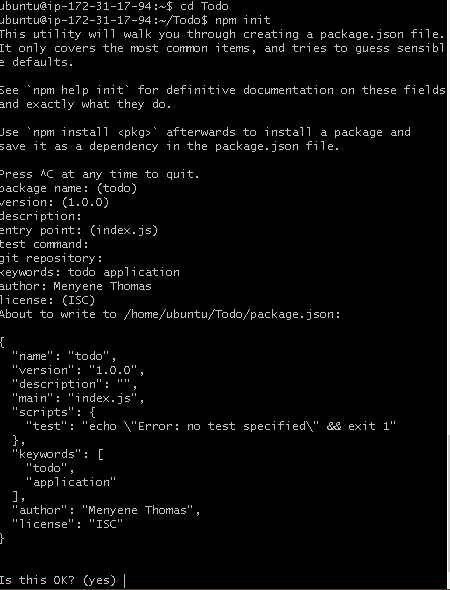 ubuntu@ip-172-31-17-94:~$ cd Todo
ubuntu@ip-172-31-17-94:~/Todo$ npm init
This utility will walk you through creating a package.json file.
It only covers the most common items, and tries to guess sensibl
e defaults.

See `npm help init` for definitive documentation on these fields
and exactly what they do.

Use `npm install <pkg>` afterwards to install a package and
save it as a dependency in the package.json file.

Press ^C at any time to quit.
package name: (todo)
version: (1.0.0)
description:
entry point: (index.js)
test command:
git repository:
keywords: todo application
author: Menyene Thomas
license: (ISC)
About to write to /home/ubuntu/Todo/package.json:

{
  "name": "todo",
  "version": "1.0.0",
  "description": "",
  "main": "index.js",
  "scripts": {
    "test": "echo \"Error: no test specified\" && exit 1"
  },
  "keywords": [
    "todo",
    "application"
  ],
  "author": "Menyene Thomas",
  "license": "ISC"
}

Is this OK? (yes)